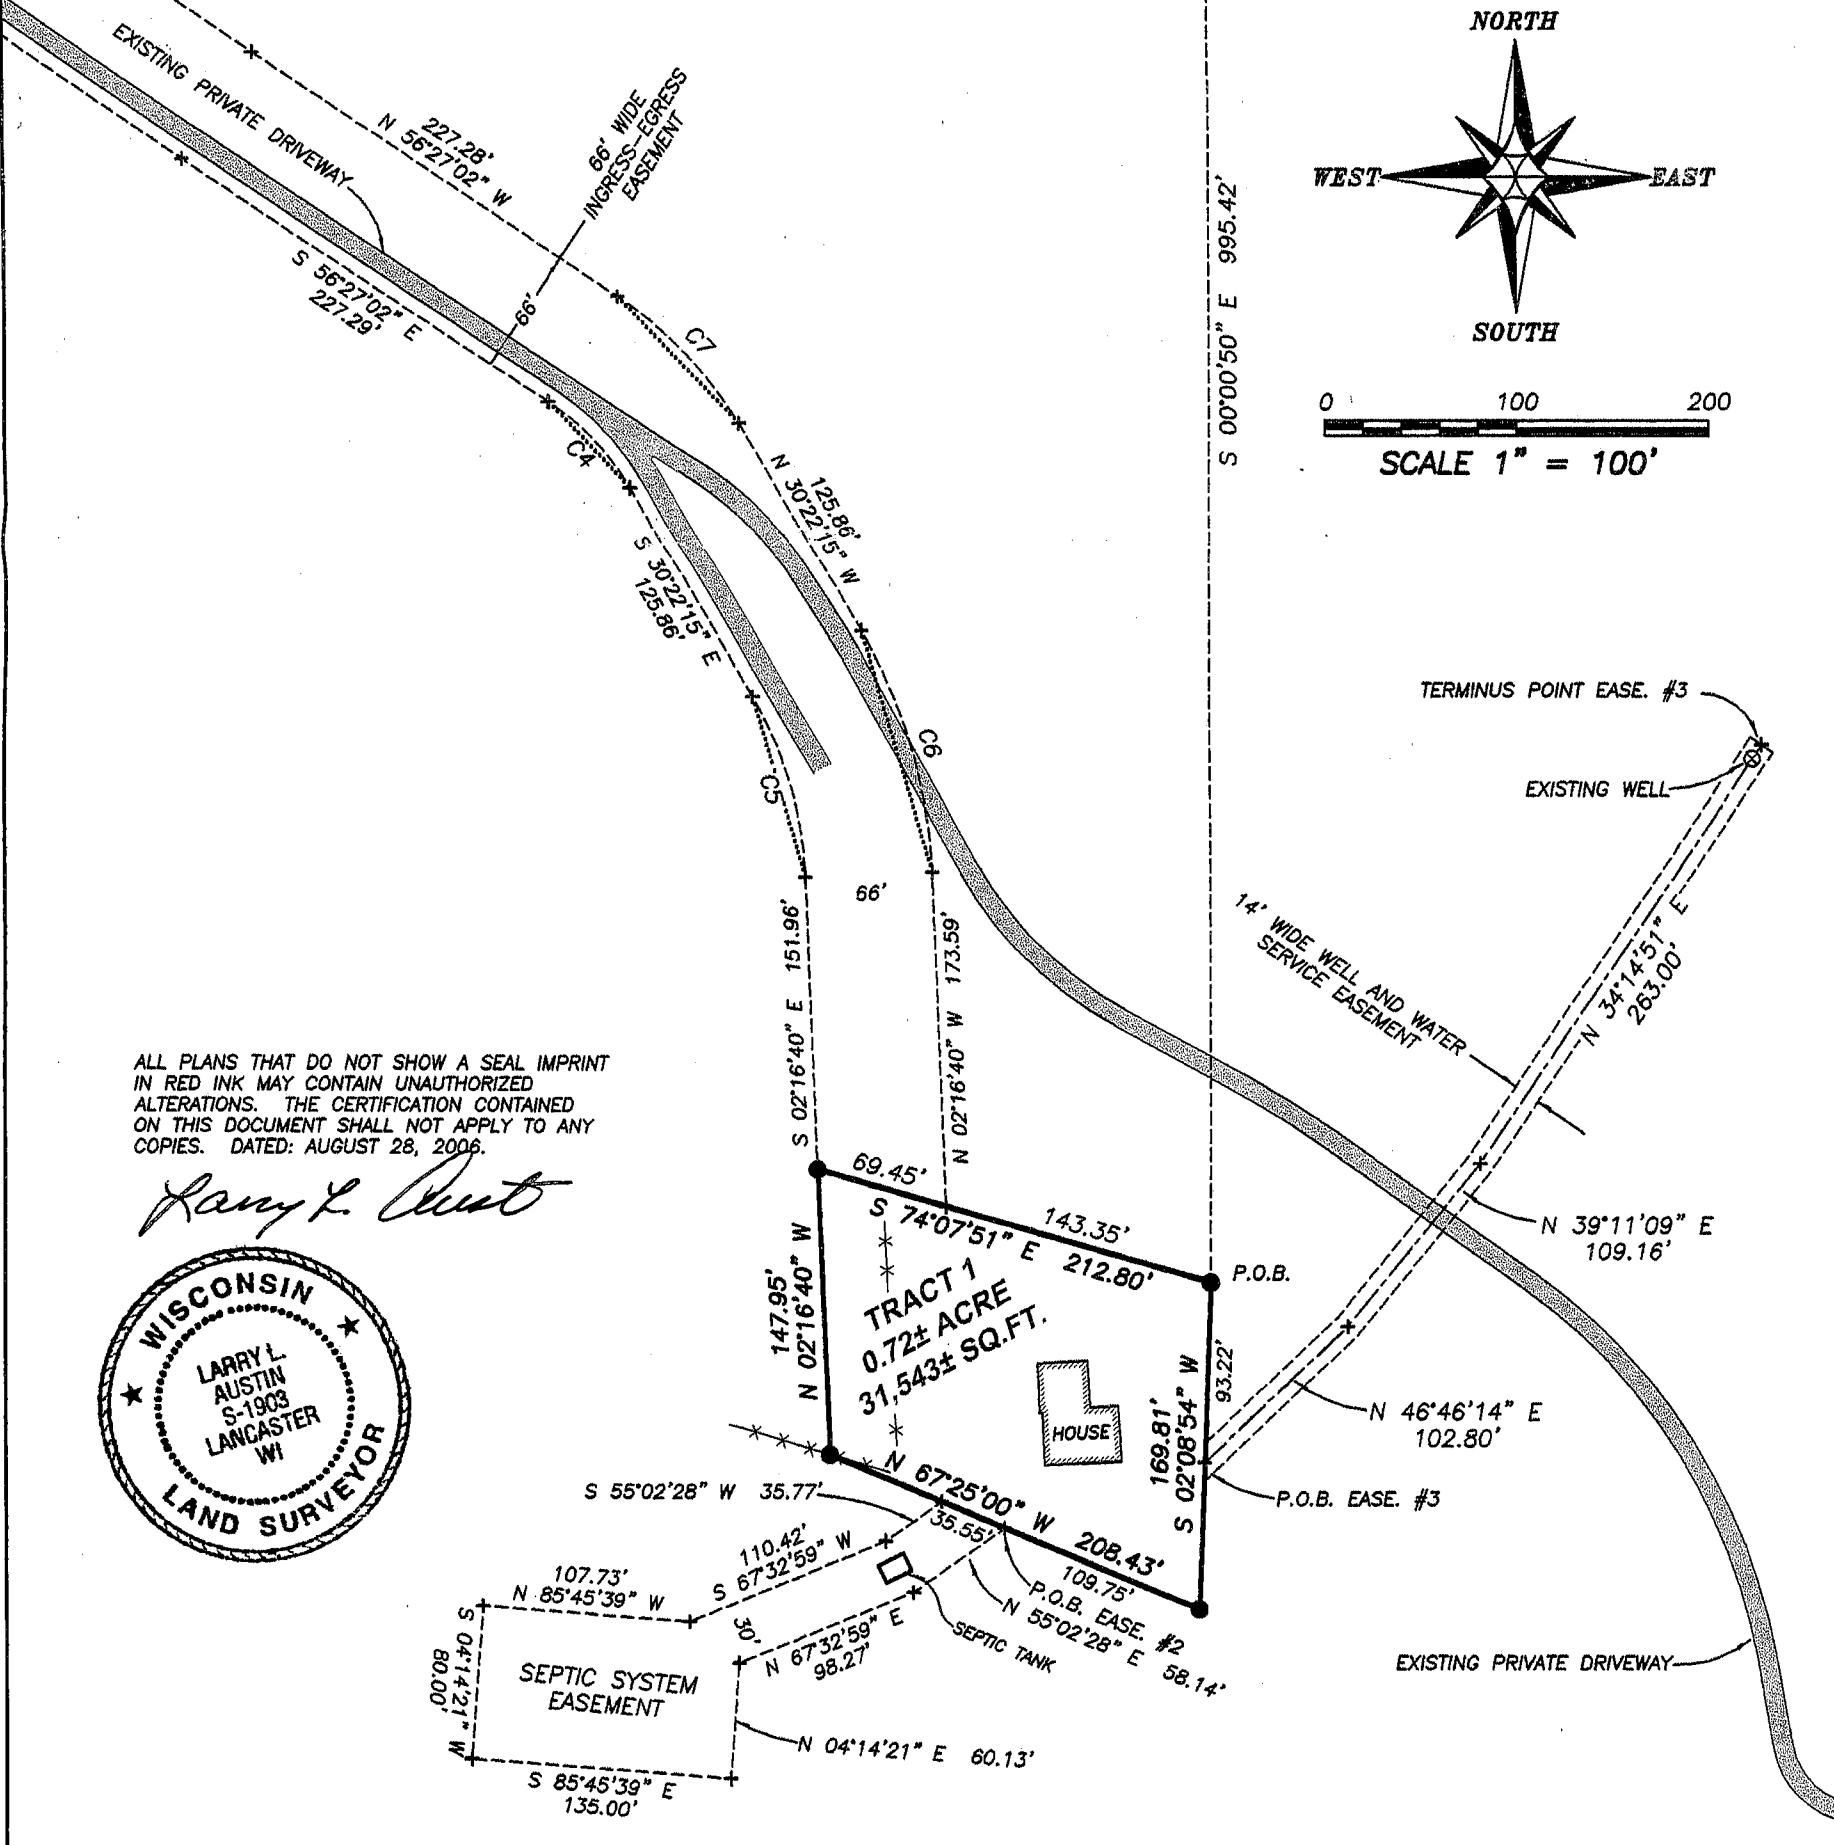 NORTH
WEST
EAST
SOUTH
0 100 200
SCALE 1" = 100'
EXISTING PRIVATE DRIVEWAY
227.28'
N 56°27'02" W
66' WIDE
INGRESS-EGRESS
EASEMENT
66'
S 56°27'02" E
227.29'
C7
C4
S 00°00'50" E 995.42'
125.86'
N 30°22'15" W
S 30°22'15" E
125.86'
C6
C5
TERMINUS POINT EASE. #3
EXISTING WELL
66'
S 02°16'40" E 151.96'
N 02°16'40" W 173.59'
14' WIDE WELL AND WATER
SERVICE EASEMENT
N 34°14'51" E
263.00'
ALL PLANS THAT DO NOT SHOW A SEAL IMPRINT
IN RED INK MAY CONTAIN UNAUTHORIZED
ALTERATIONS. THE CERTIFICATION CONTAINED
ON THIS DOCUMENT SHALL NOT APPLY TO ANY
COPIES. DATED: AUGUST 28, 2006.
Larry L. Aust
WISCONSIN
LARRY L.
AUSTIN
S-1903
LANCASTER
WI
LAND SURVEYOR
69.45'
143.35'
S 74°07'51" E 212.80'
P.O.B.
N 39°11'09" E
109.16'
147.95'
N 02°16'40" W
TRACT 1
0.72± ACRE
31,543± SQ.FT.
HOUSE
93.22'
169.81'
S 02°08'54" W
N 46°46'14" E
102.80'
P.O.B. EASE. #3
N 67°25'00" W 208.43'
35.55'
109.75'
S 55°02'28" W 35.77'
110.42'
S 67°32'59" W
P.O.B. EASE. #2
N 55°02'28" E 58.14'
SEPTIC TANK
107.73'
N 85°45'39" W
30'
N 67°32'59" E
98.27'
S 04°14'21" W
80.00'
SEPTIC SYSTEM
EASEMENT
N 04°14'21" E 60.13'
S 85°45'39" E
135.00'
EXISTING PRIVATE DRIVEWAY